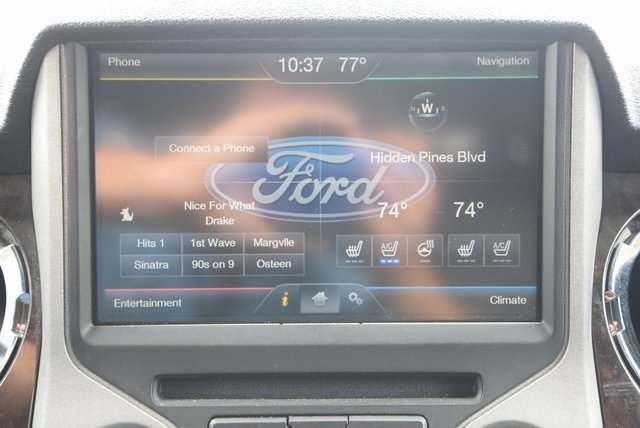 Phone 10:37 77° Navigation
N W S
Connect a Phone
Ford
Hidden Pines Blvd
Nice For What
Drake
74° 74°
Hits 1 1st Wave Margvlle
Sinatra 90s on 9 Osteen
A/C A/C
Entertainment i Climate